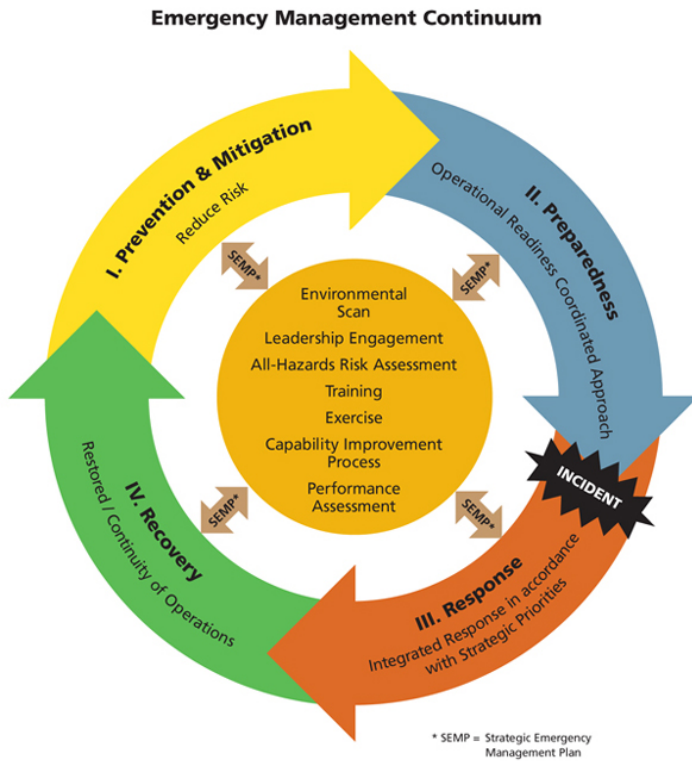 Emergency Management Continuum
I. Prevention & Mitigation
Reduce Risk
II. Preparedness
Operational Readiness Coordinated Approach
INCIDENT
III. Response
Integrated Response in accordance
with Strategic Priorities
IV. Recovery
Restored / Continuity of Operations
SEMP*
SEMP*
SEMP*
SEMP*
Environmental
Scan
Leadership Engagement
All-Hazards Risk Assessment
Training
Exercise
Capability Improvement
Process
Performance
Assessment
* SEMP = Strategic Emergency
Management Plan